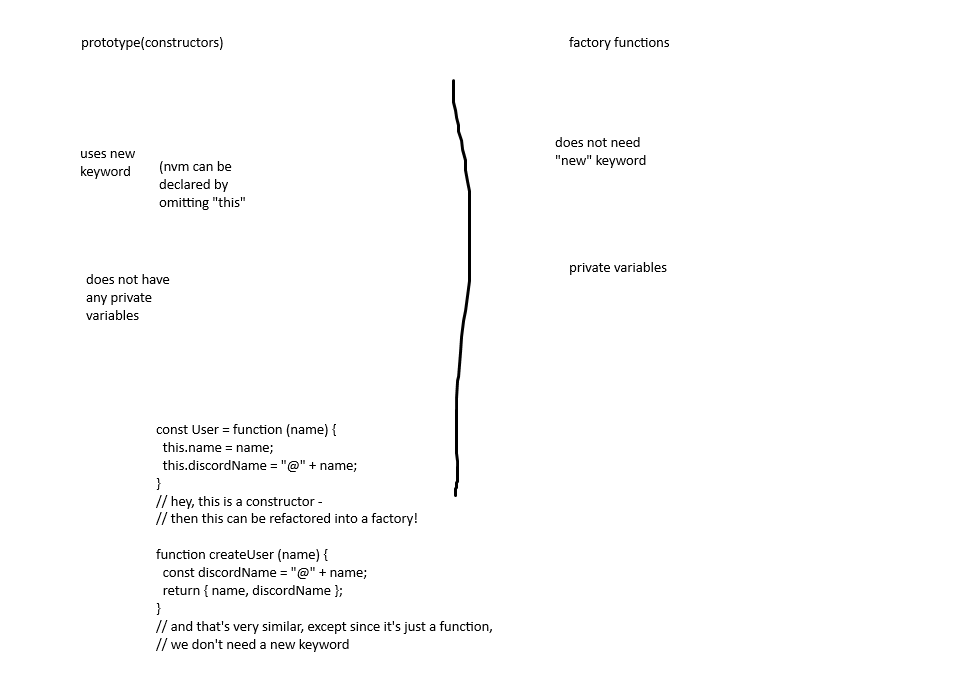 prototype(constructors)
factory functions
uses new
keyword
(nvm can be
declared by
omitting "this"
does not need
"new" keyword
does not have
any private
variables
private variables
const User = function (name) {
  this.name = name;
  this.discordName = "@" + name;
}
// hey, this is a constructor -
// then this can be refactored into a factory!

function createUser (name) {
  const discordName = "@" + name;
  return { name, discordName };
}
// and that's very similar, except since it's just a function,
// we don't need a new keyword